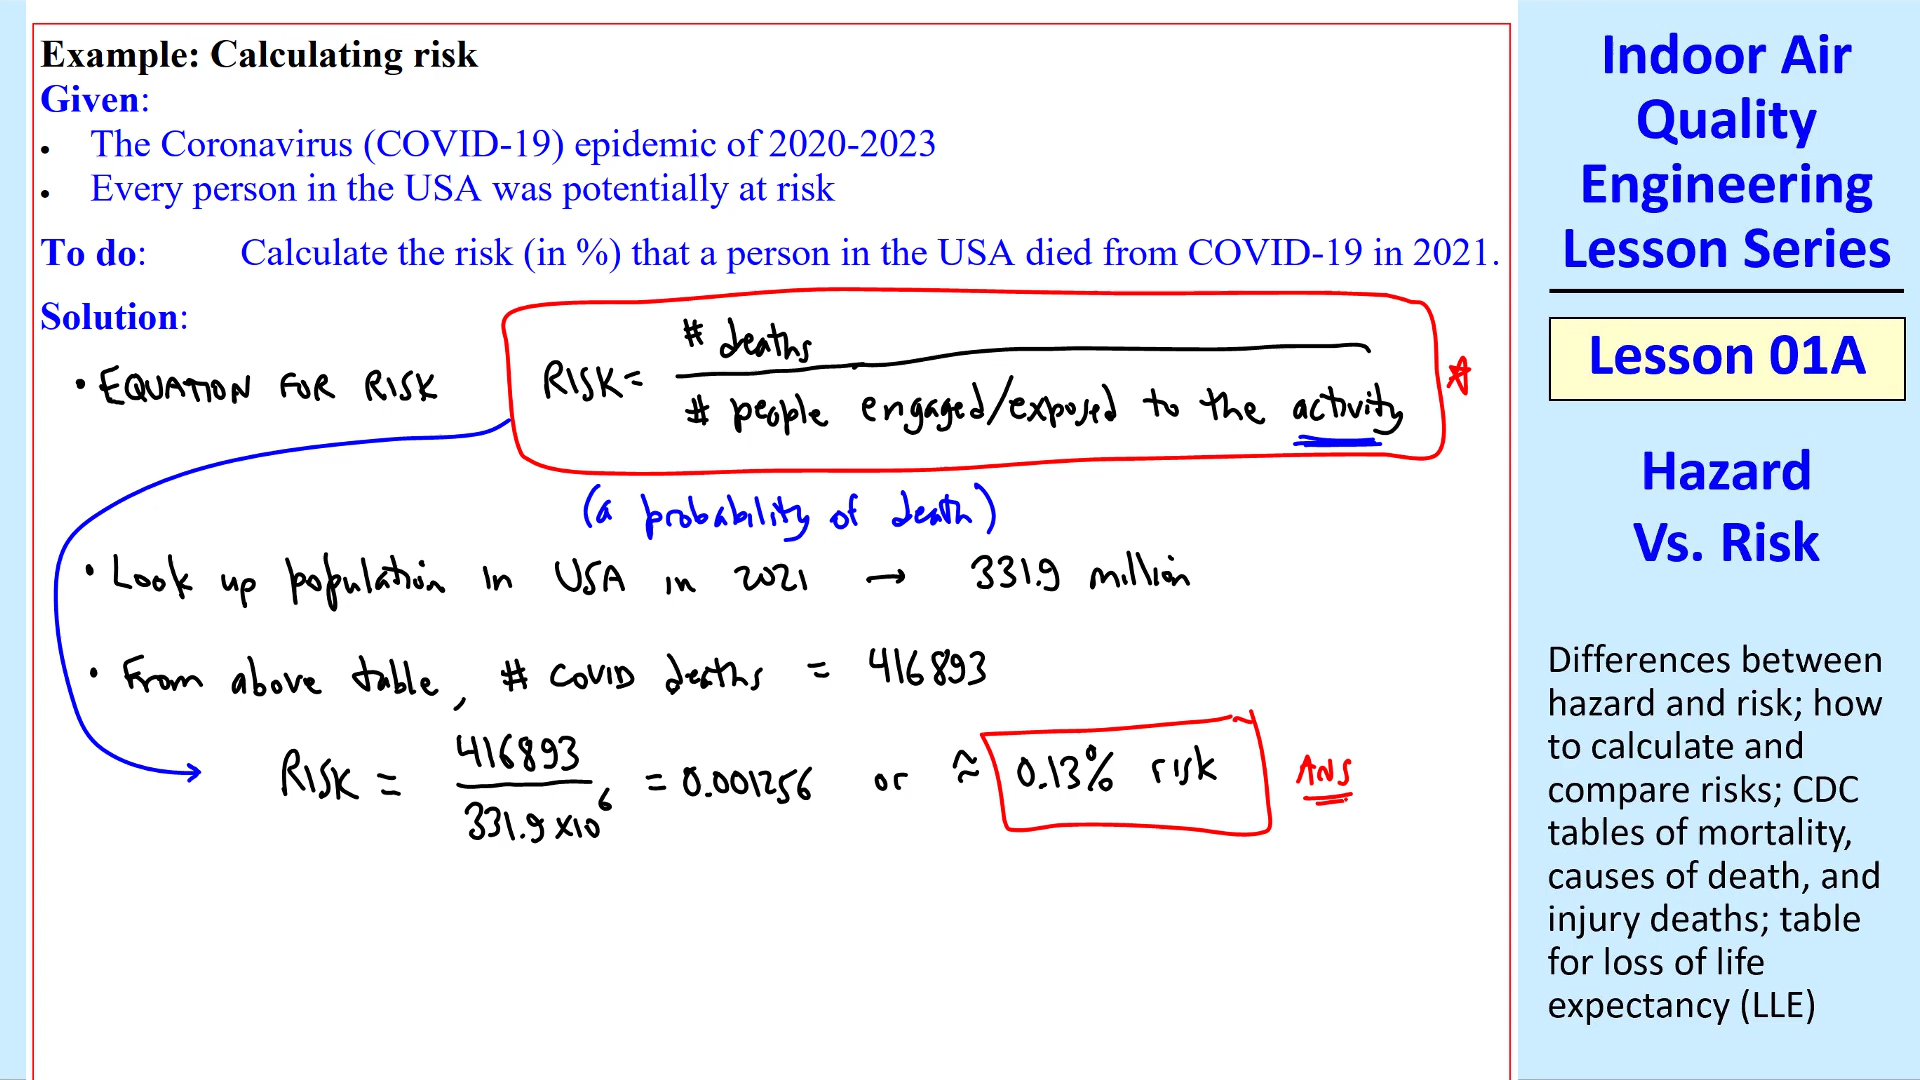 Example: Calculating risk
Given:
• The Coronavirus (COVID-19) epidemic of 2020-2023
• Every person in the USA was potentially at risk
To do: Calculate the risk (in %) that a person in the USA died from COVID-19 in 2021.
Solution:
• EQUATION FOR RISK
RISK = # deaths / # people engaged/exposed to the activity
(a probability of death)
• Look up population in USA in 2021 → 331.9 million
• From above table, # COVID deaths = 416893
RISK = 416893 / 331.9 x10^6 = 0.001256 or ≈ 0.13% risk ANS
Indoor Air
Quality
Engineering
Lesson Series
Lesson 01A
Hazard
Vs. Risk
Differences between
hazard and risk; how
to calculate and
compare risks; CDC
tables of mortality,
causes of death, and
injury deaths; table
for loss of life
expectancy (LLE)